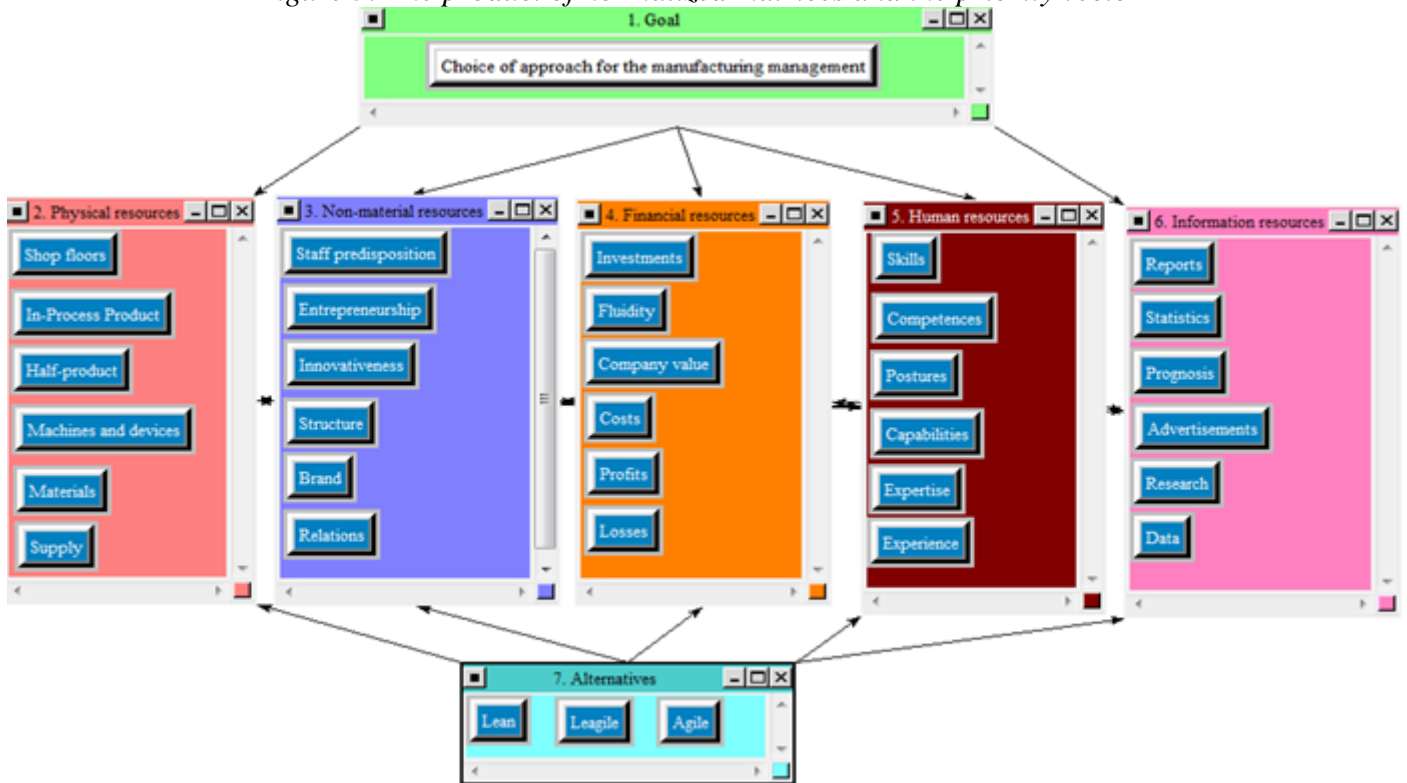 1. Goal
Choice of approach for the manufacturing management
2. Physical resources
Shop floors
In-Process Product
Half-product
Machines and devices
Materials
Supply
3. Non-material resources
Staff predisposition
Entrepreneurship
Innovativeness
Structure
Brand
Relations
4. Financial resources
Investments
Fluidity
Company value
Costs
Profits
Losses
5. Human resources
Skills
Competences
Postures
Capabilities
Expertise
Experience
6. Information resources
Reports
Statistics
Prognosis
Advertisements
Research
Data
7. Alternatives
Lean
Leagile
Agile